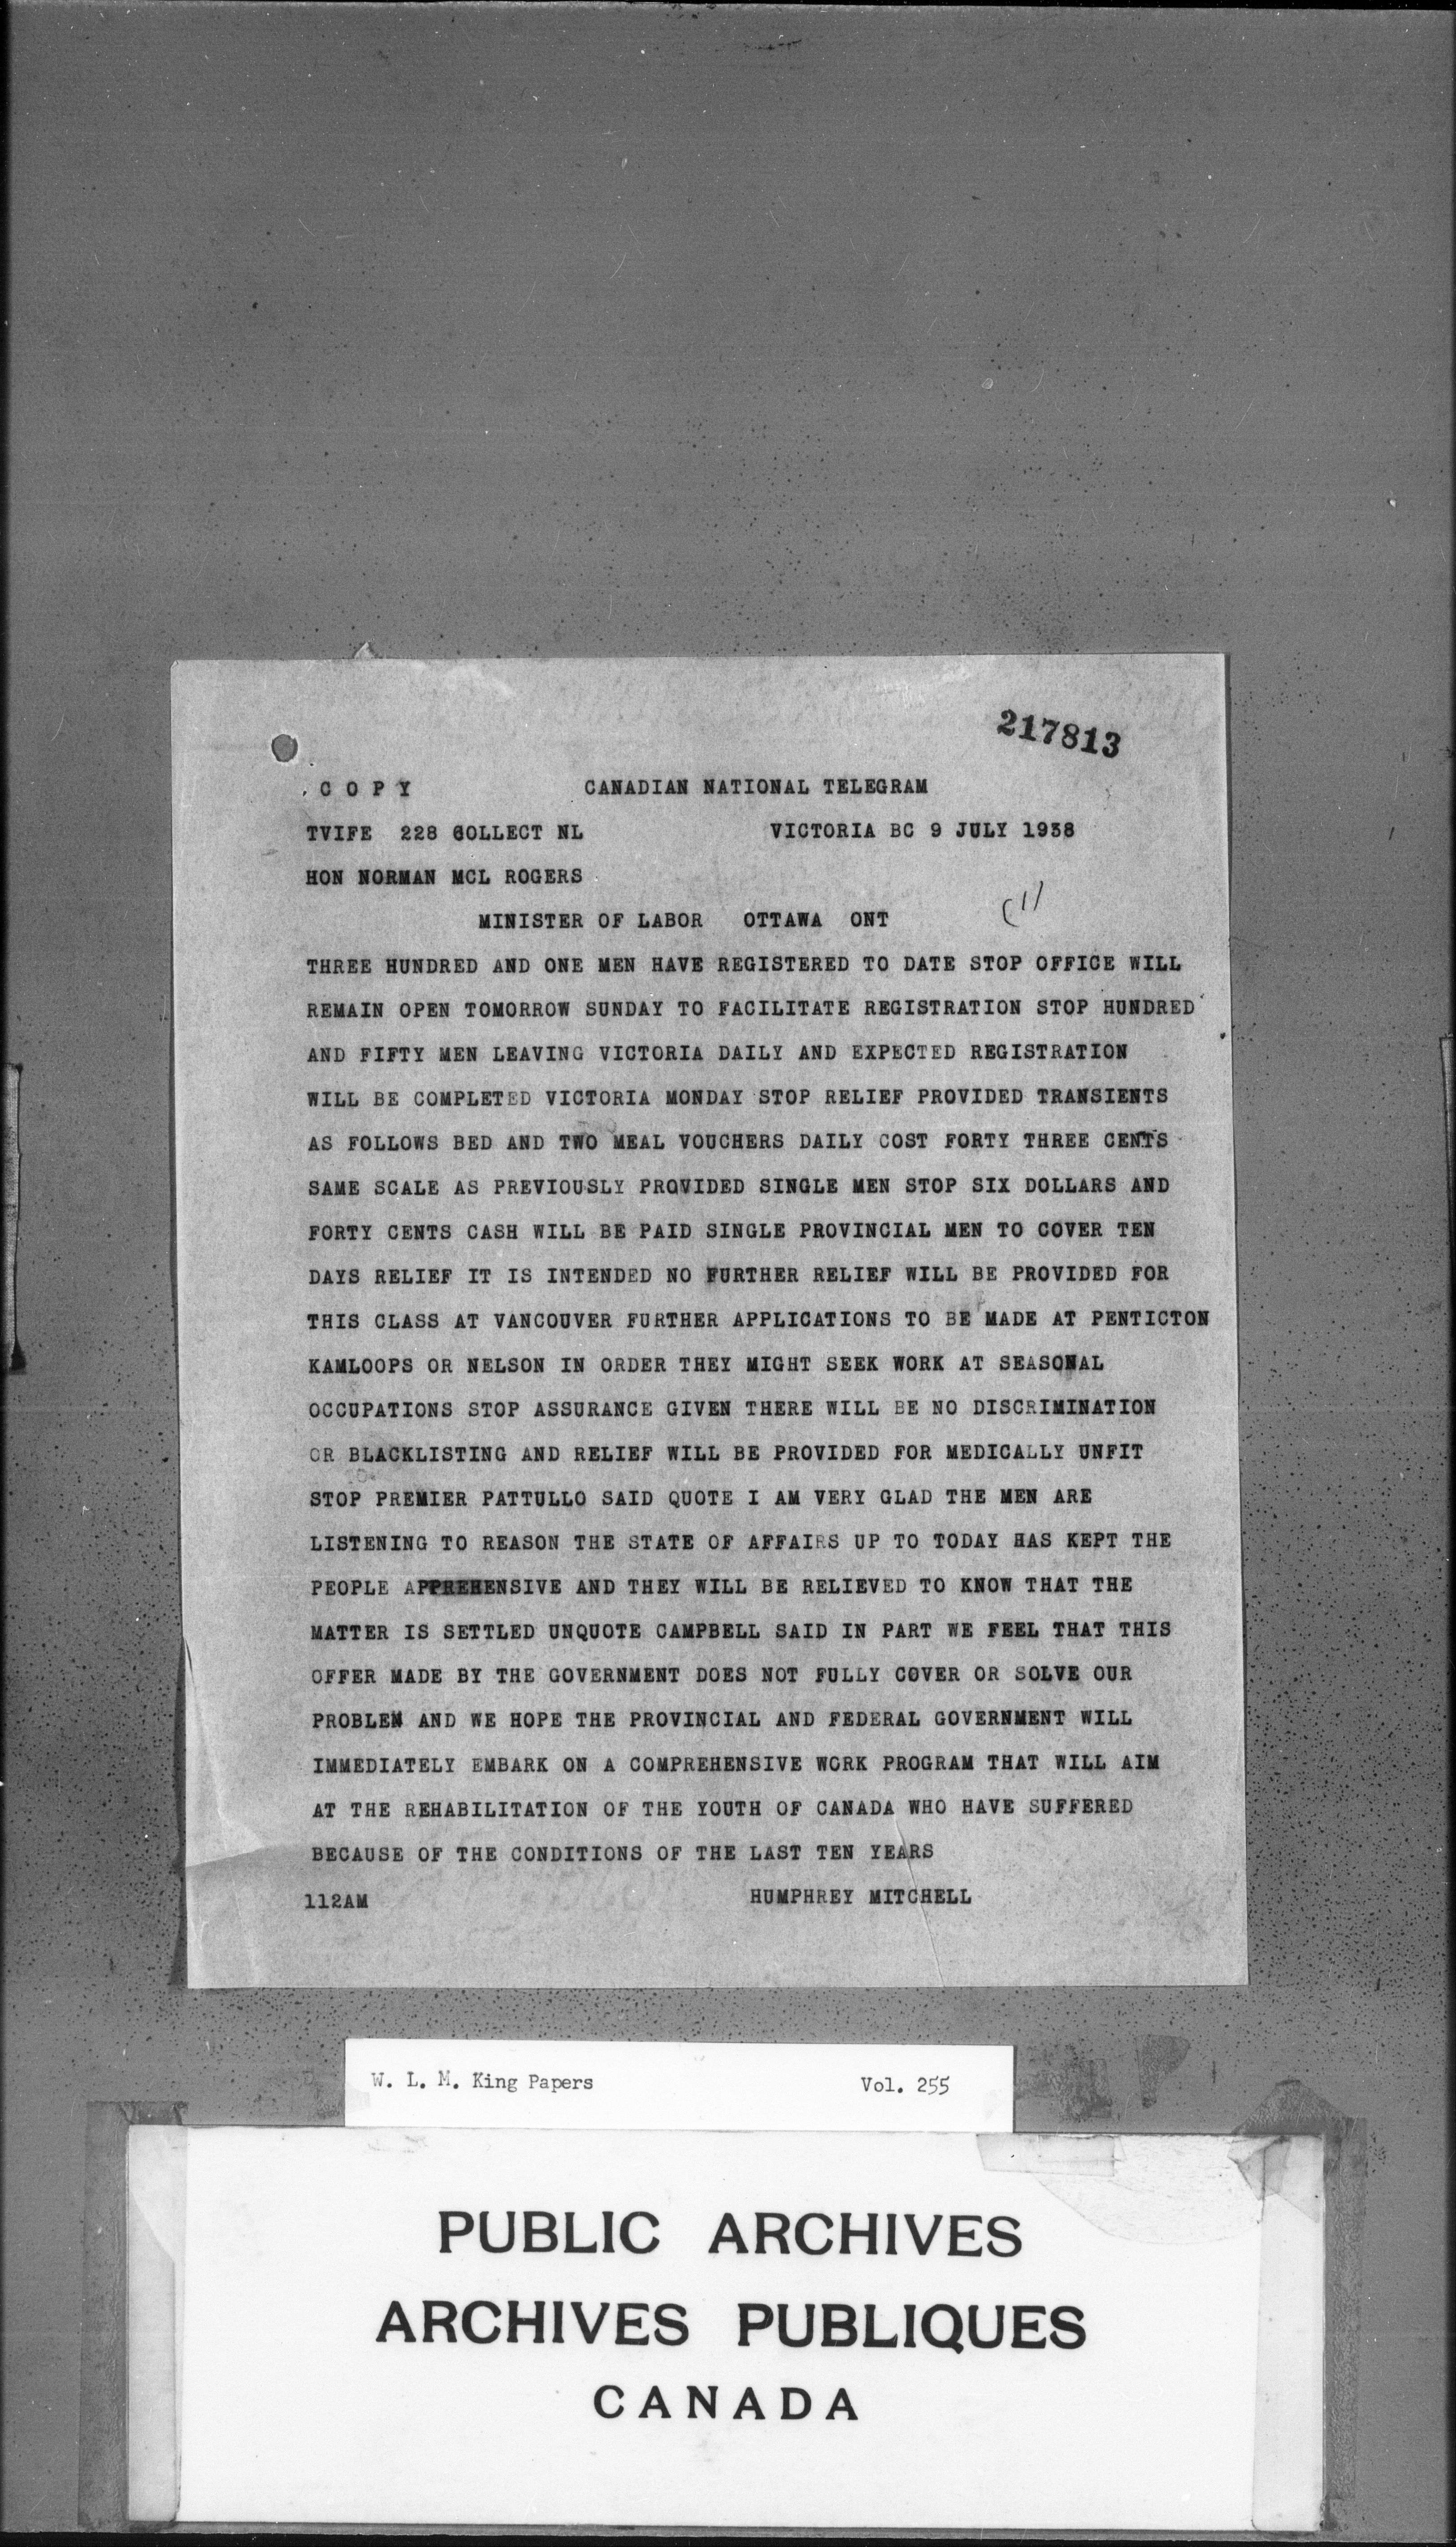 217813
C O P Y CANADIAN NATIONAL TELEGRAM
TVIFE 228 COLLECT NL VICTORIA BC 9 JULY 1938
HON NORMAN MCL ROGERS
MINISTER OF LABOR OTTAWA ONT
(1)
THREE HUNDRED AND ONE MEN HAVE REGISTERED TO DATE STOP OFFICE WILL
REMAIN OPEN TOMORROW SUNDAY TO FACILITATE REGISTRATION STOP HUNDRED
AND FIFTY MEN LEAVING VICTORIA DAILY AND EXPECTED REGISTRATION
WILL BE COMPLETED VICTORIA MONDAY STOP RELIEF PROVIDED TRANSIENTS
AS FOLLOWS BED AND TWO MEAL VOUCHERS DAILY COST FORTY THREE CENTS
SAME SCALE AS PREVIOUSLY PROVIDED SINGLE MEN STOP SIX DOLLARS AND
FORTY CENTS CASH WILL BE PAID SINGLE PROVINCIAL MEN TO COVER TEN
DAYS RELIEF IT IS INTENDED NO FURTHER RELIEF WILL BE PROVIDED FOR
THIS CLASS AT VANCOUVER FURTHER APPLICATIONS TO BE MADE AT PENTICTON
KAMLOOPS OR NELSON IN ORDER THEY MIGHT SEEK WORK AT SEASONAL
OCCUPATIONS STOP ASSURANCE GIVEN THERE WILL BE NO DISCRIMINATION
OR BLACKLISTING AND RELIEF WILL BE PROVIDED FOR MEDICALLY UNFIT
STOP PREMIER PATTULLO SAID QUOTE I AM VERY GLAD THE MEN ARE
LISTENING TO REASON THE STATE OF AFFAIRS UP TO TODAY HAS KEPT THE
PEOPLE APPREHENSIVE AND THEY WILL BE RELIEVED TO KNOW THAT THE
MATTER IS SETTLED UNQUOTE CAMPBELL SAID IN PART WE FEEL THAT THIS
OFFER MADE BY THE GOVERNMENT DOES NOT FULLY COVER OR SOLVE OUR
PROBLEM AND WE HOPE THE PROVINCIAL AND FEDERAL GOVERNMENT WILL
IMMEDIATELY EMBARK ON A COMPREHENSIVE WORK PROGRAM THAT WILL AIM
AT THE REHABILITATION OF THE YOUTH OF CANADA WHO HAVE SUFFERED
BECAUSE OF THE CONDITIONS OF THE LAST TEN YEARS
112AM HUMPHREY MITCHELL
W. L. M. King Papers Vol. 255
PUBLIC ARCHIVES
ARCHIVES PUBLIQUES
CANADA